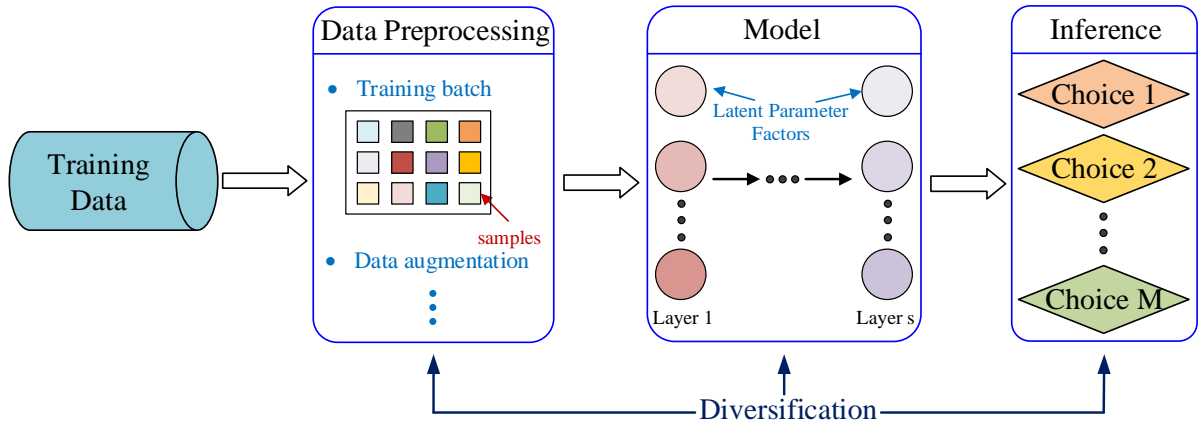 Training
Data
Data Preprocessing
• Training batch
samples
• Data augmentation
Model
Latent Parameter
Factors
Layer 1
Layer s
Inference
Choice 1
Choice 2
Choice M
Diversification